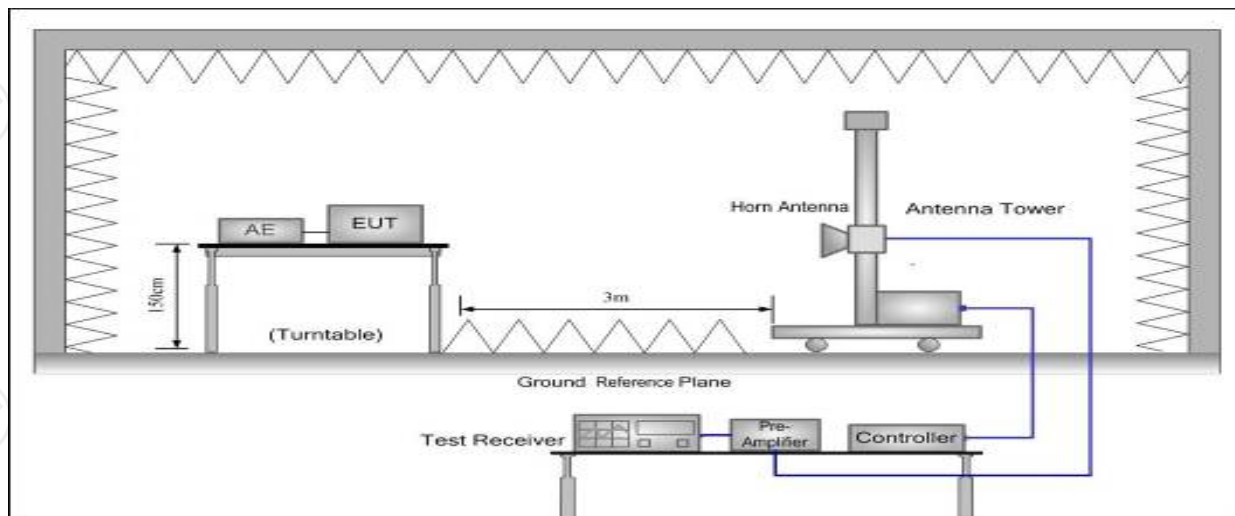 Horn Antenna
Antenna Tower
AE
EUT
150cm
3m
(Turntable)
Ground Reference Plane
Test Receiver
Pre-
Amplifier
Controller